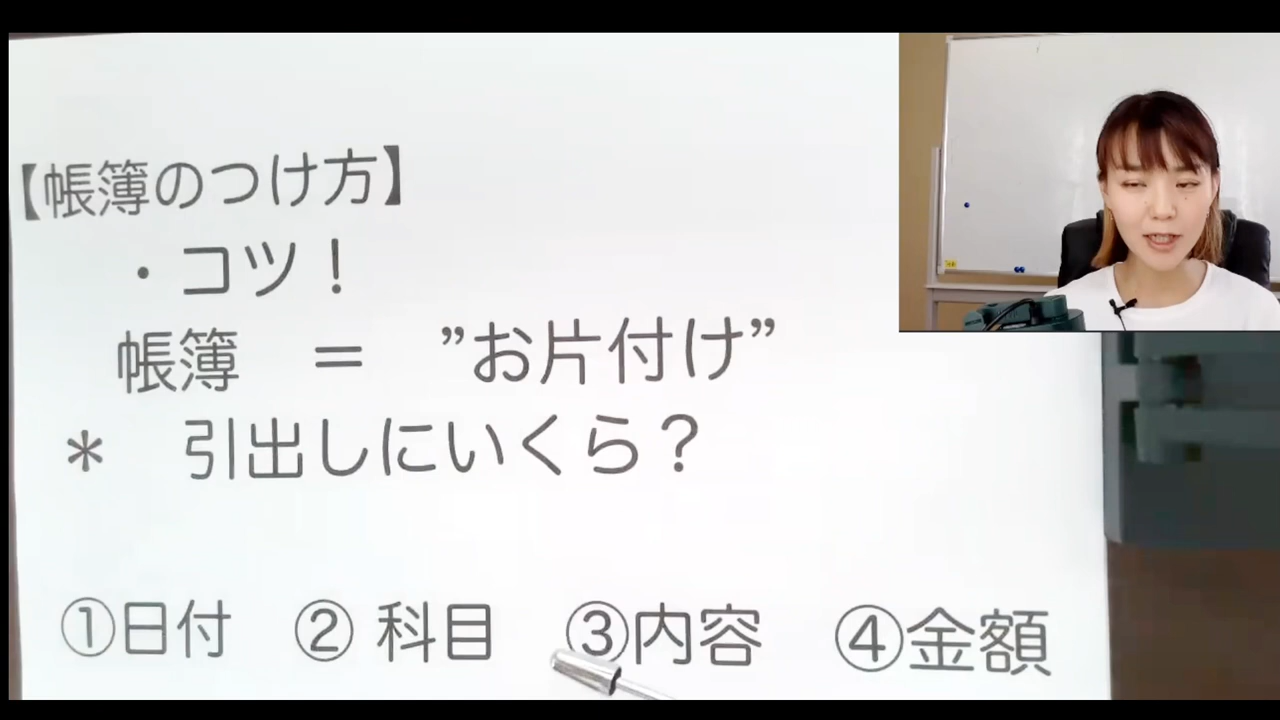 【帳簿のつけ方】
・コツ！
帳簿　＝　”お片付け”
＊　引出しにいくら？
①日付　② 科目　③内容　④金額